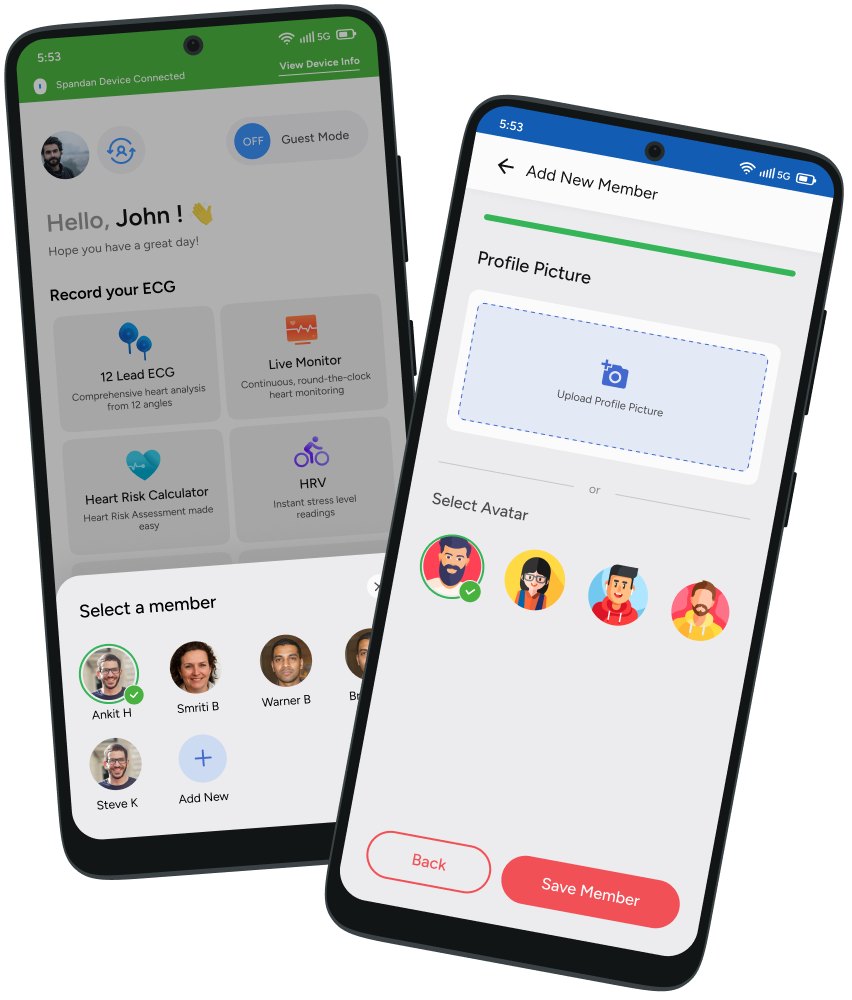 5:53
5G
Spandan Device Connected
View Device Info
OFF
Guest Mode
Hello, John !
Hope you have a great day!
Record your ECG
12 Lead ECG
Comprehensive heart analysis
from 12 angles
Live Monitor
Continuous, round-the-clock
heart monitoring
Heart Risk Calculator
Heart Risk Assessment made
easy
HRV
Instant stress level
readings
Select a member
Ankit H
Smriti B
Warner B
Steve K
Add New
5:53
5G
Add New Member
Profile Picture
Upload Profile Picture
or
Select Avatar
Back
Save Member